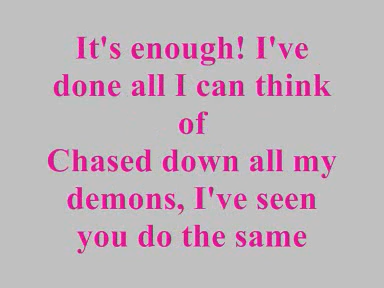 It's enough! I've
done all I can think
of
Chased down all my
demons, I've seen
you do the same